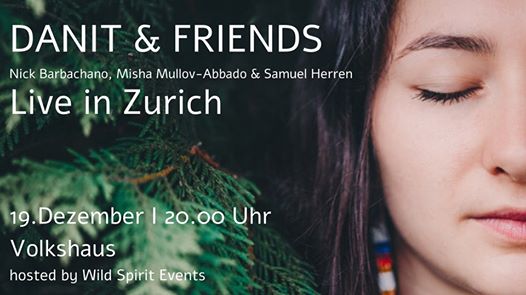 DANIT & FRIENDS
Nick Barbachano, Misha Mullov-Abbado & Samuel Herren
Live in Zurich
19.Dezember | 20.00 Uhr
Volkshaus
hosted by Wild Spirit Events